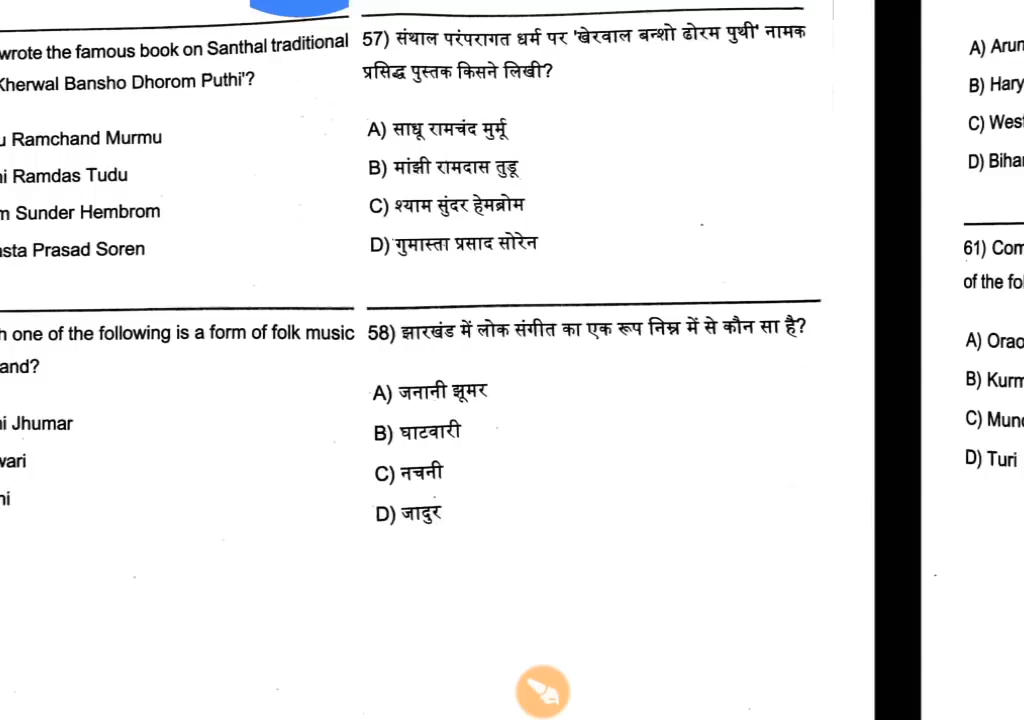 wrote the famous book on Santhal traditional
Kherwal Bansho Dhorom Puthi'?
Ramchand Murmu
Ramdas Tudu
Sunder Hembrom
Prasad Soren
one of the following is a form of folk music
and?
Jhumar
57) संथाल परंपरागत धर्म पर 'खेरवाल बन्शो ढोरम पुथी' नामक
प्रसिद्ध पुस्तक किसने लिखी?
A) साधू रामचंद मुर्मू
B) मांझी रामदास तुडू
C) श्याम सुंदर हेमब्रोम
D) गुमास्ता प्रसाद सोरेन
58) झारखंड में लोक संगीत का एक रूप निम्न में से कौन सा है?
A) जनानी झूमर
B) घाटवारी
C) नचनी
D) जादुर
A) Arun
B) Hary
C) West
D) Bihar
61) Com
of the fo
A) Orao
B) Kurm
C) Mund
D) Turi